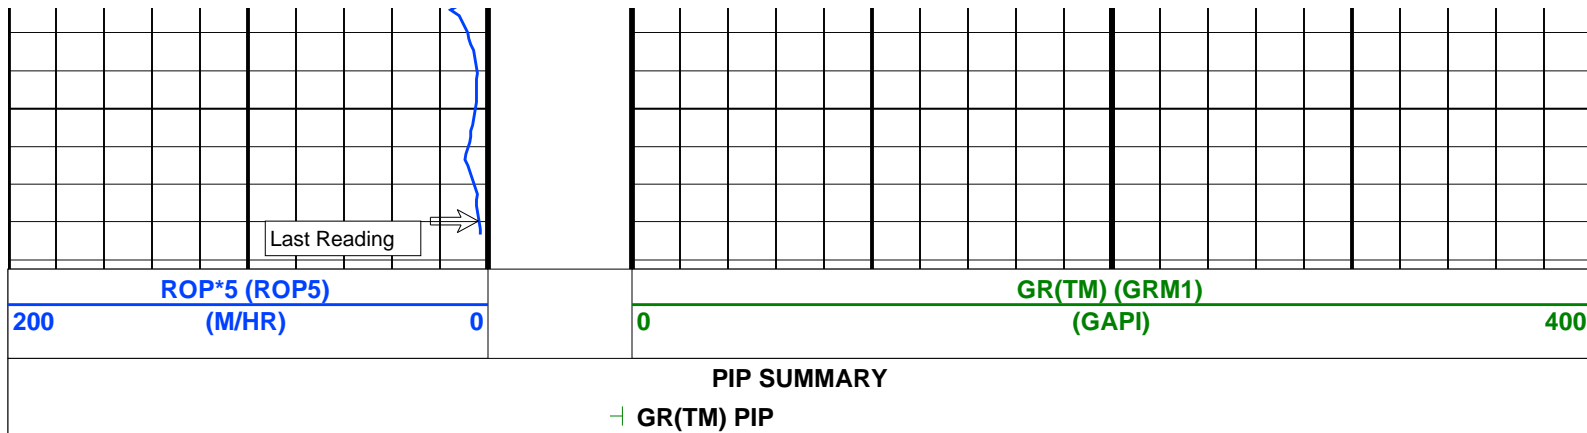 Last Reading
ROP*5 (ROP5)
200 (M/HR) 0
GR(TM) (GRM1)
0 (GAPI) 400
PIP SUMMARY
GR(TM) PIP